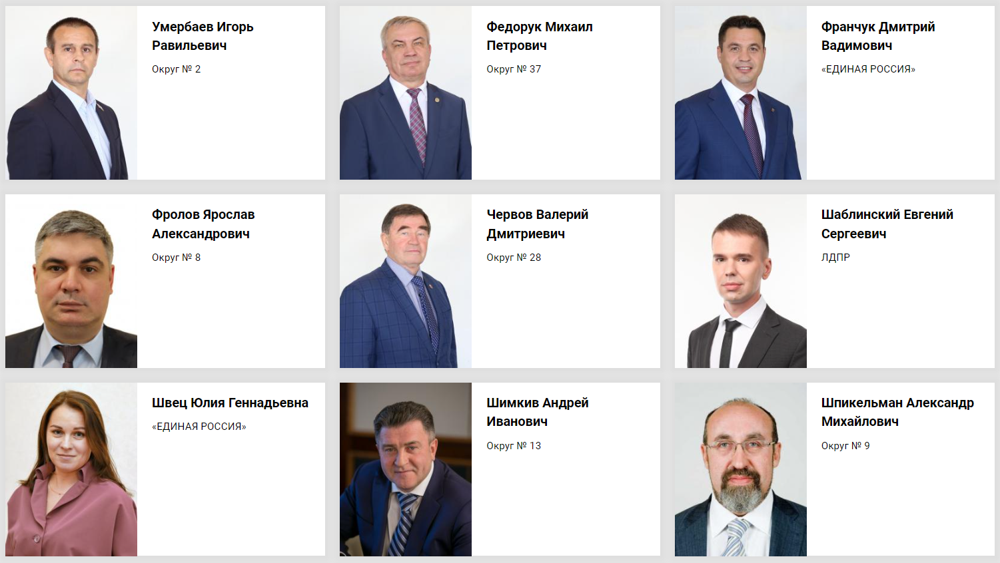 Умербаев Игорь
Равильевич
Округ № 2
Федорук Михаил
Петрович
Округ № 37
Франчук Дмитрий
Вадимович
«ЕДИНАЯ РОССИЯ»
Фролов Ярослав
Александрович
Округ № 8
Червов Валерий
Дмитриевич
Округ № 28
Шаблинский Евгений
Сергеевич
ЛДПР
Швец Юлия Геннадьевна
«ЕДИНАЯ РОССИЯ»
Шимкив Андрей
Иванович
Округ № 13
Шпикельман Александр
Михайлович
Округ № 9